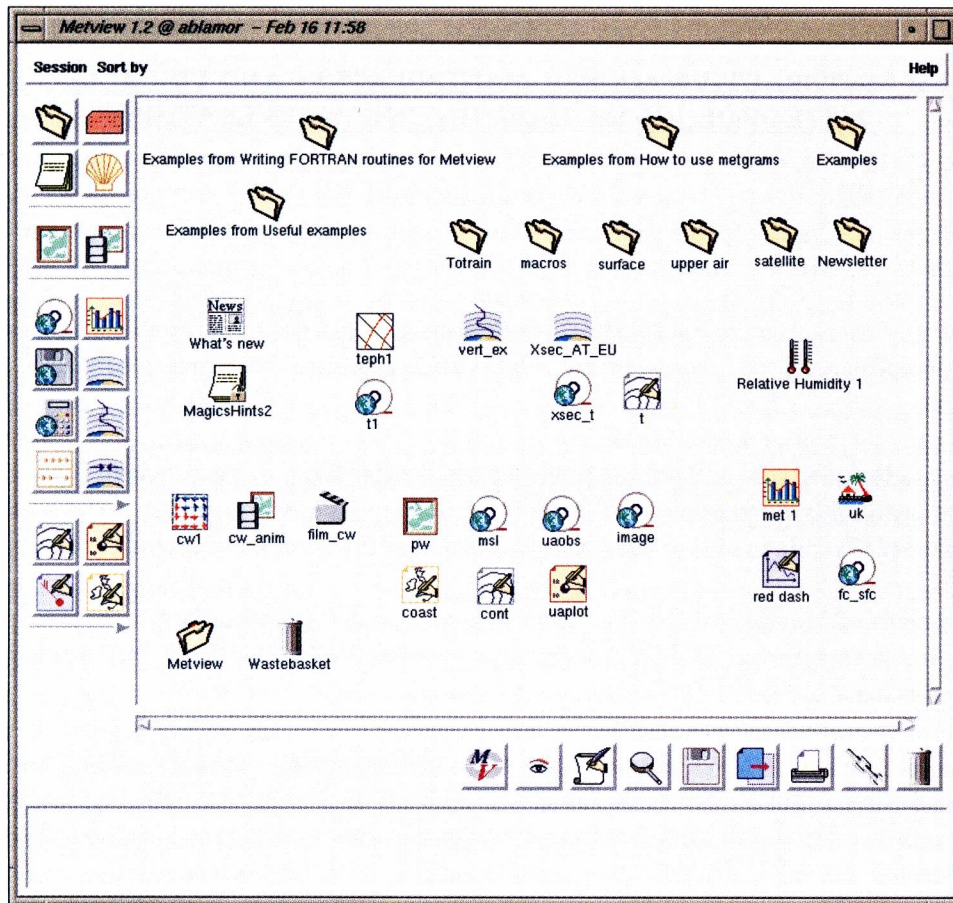 Metview 1.2 @ ablamor – Feb 16 11:58
Session Sort by Help
Examples from Writing FORTRAN routines for Metview
Examples from How to use metgrams
Examples
Examples from Useful examples
Totrain
macros
surface
upper air
satellite
Newsletter
News
What's new
teph1
vert_ex
Xsec_AT_EU
Relative Humidity 1
MagicsHints2
t1
xsec_t
t
cw1
cw_anim
film_cw
pw
msl
uaobs
image
met 1
uk
coast
cont
uaplot
red dash
fc_sfc
Metview
Wastebasket
MV